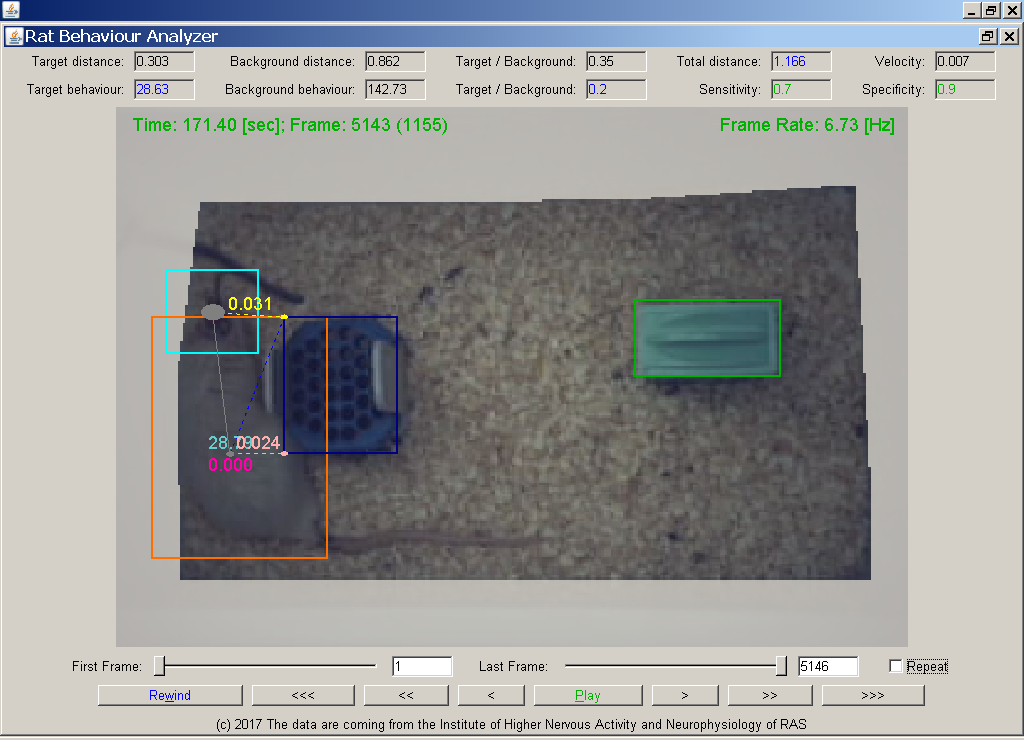 Rat Behaviour Analyzer
Target distance: 0.303 Background distance: 0.862 Target / Background: 0.35 Total distance: 1.166 Velocity: 0.007
Target behaviour: 28.63 Background behaviour: 142.73 Target / Background: 0.2 Sensitivity: 0.7 Specificity: 0.9
Time: 171.40 [sec]; Frame: 5143 (1155) Frame Rate: 6.73 [Hz]
0.031
0.024
0.000
First Frame: 1 Last Frame: 5146 Repeat
Rewind <<< << < Play > >> >>>
(c) 2017 The data are coming from the Institute of Higher Nervous Activity and Neurophysiology of RAS